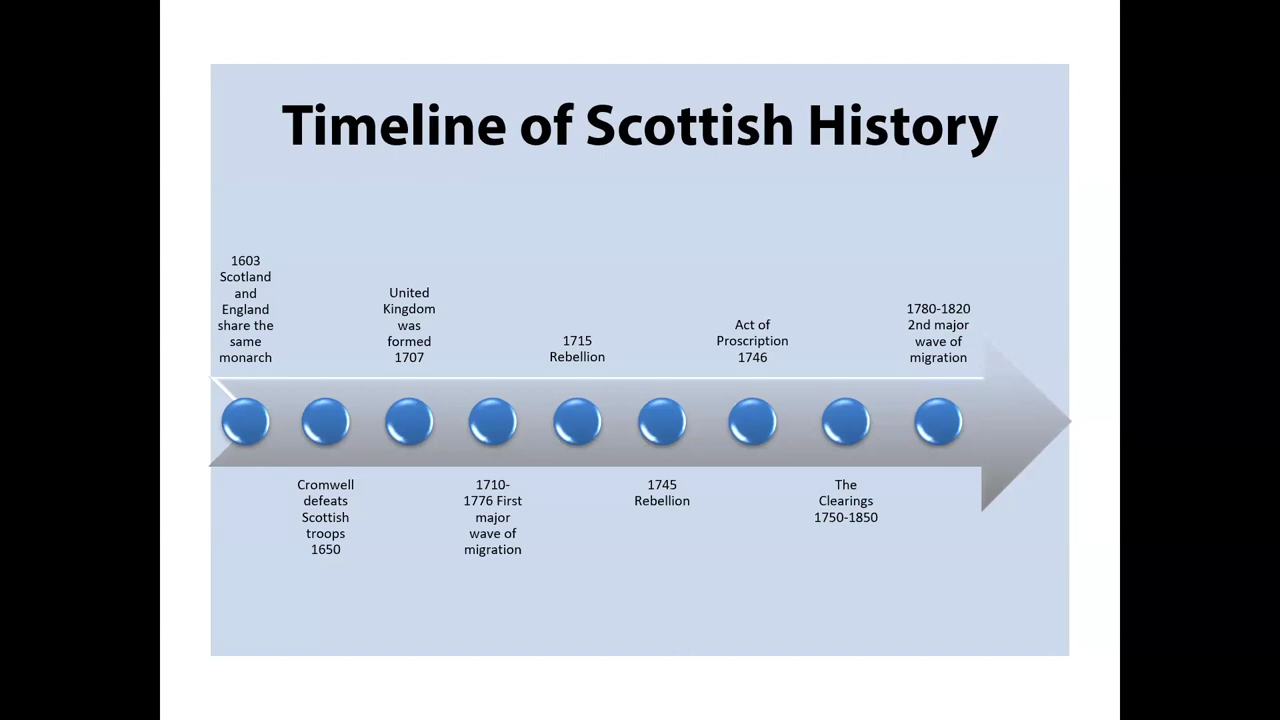 Timeline of Scottish History
1603
Scotland
and
England
share the
same
monarch
Cromwell
defeats
Scottish
troops
1650
United
Kingdom
was
formed
1707
1710-
1776 First
major
wave of
migration
1715
Rebellion
1745
Rebellion
Act of
Proscription
1746
The
Clearings
1750-1850
1780-1820
2nd major
wave of
migration